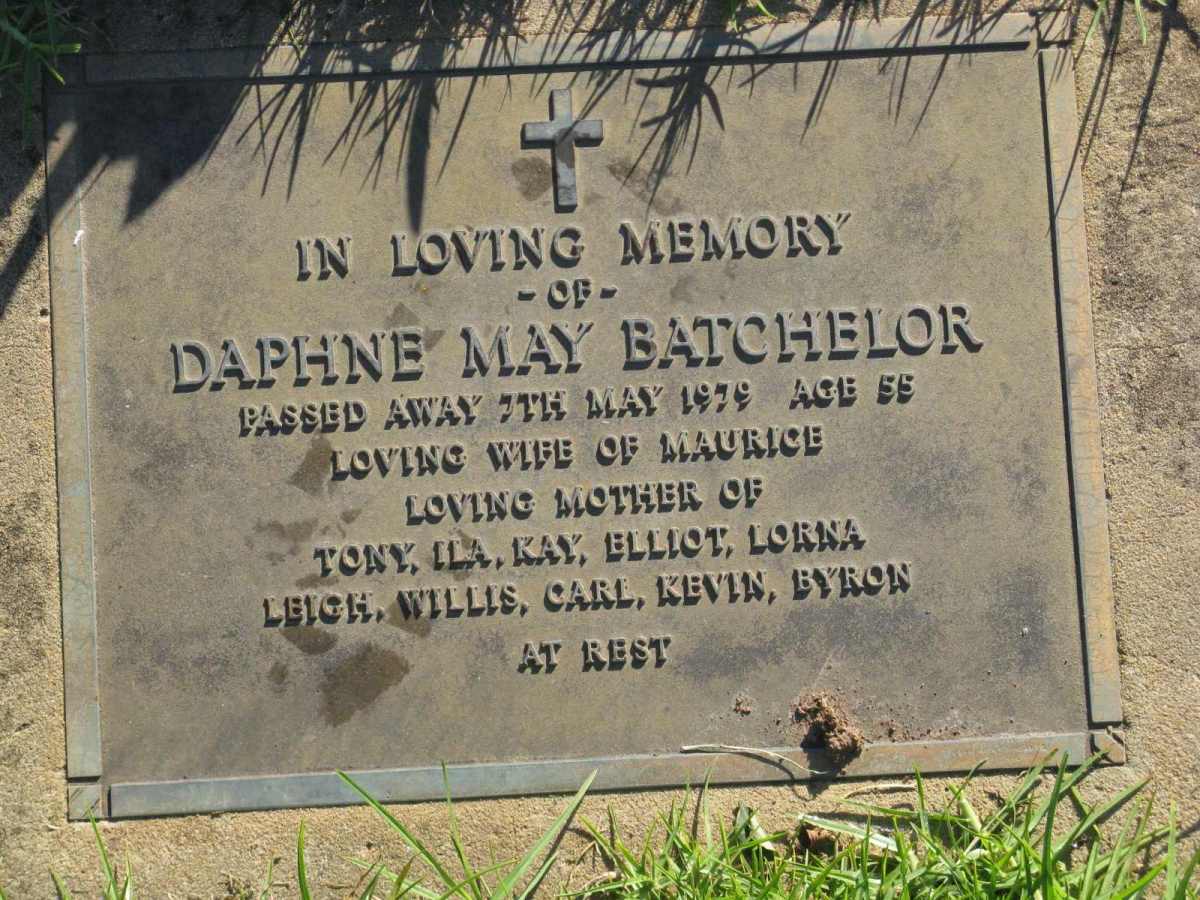 IN LOVING MEMORY
- OF -
DAPHNE MAY BATCHELOR
PASSED AWAY 7TH MAY 1979 AGE 55
LOVING WIFE OF MAURICE
LOVING MOTHER OF
TONY, ILA, KAY, ELLIOT, LORNA
LEIGH, WILLIS, CARL, KEVIN, BYRON
AT REST